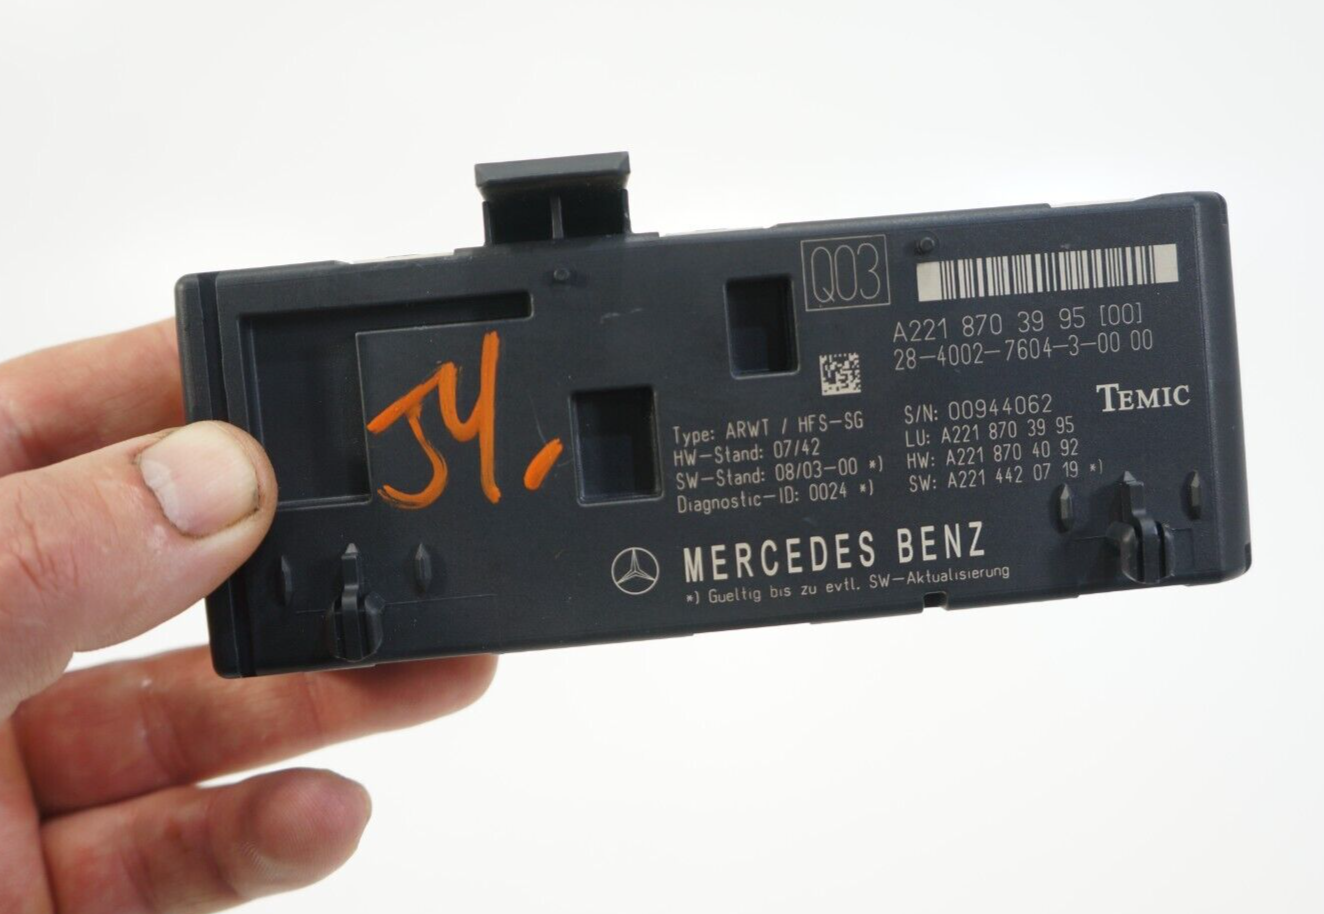 Q03
A221 870 39 95 [00]
28-4002-7604-3-00 00
TEMIC
J4.
Type: ARWT / HFS-SG
HW-Stand: 07/42
SW-Stand: 08/03-00 *)
Diagnostic-ID: 0024 *)
S/N: 00944062
LU: A221 870 39 95
HW: A221 870 40 92
SW: A221 442 07 19 *)
MERCEDES BENZ
*) Gueltig bis zu evtl. SW-Aktualisierung